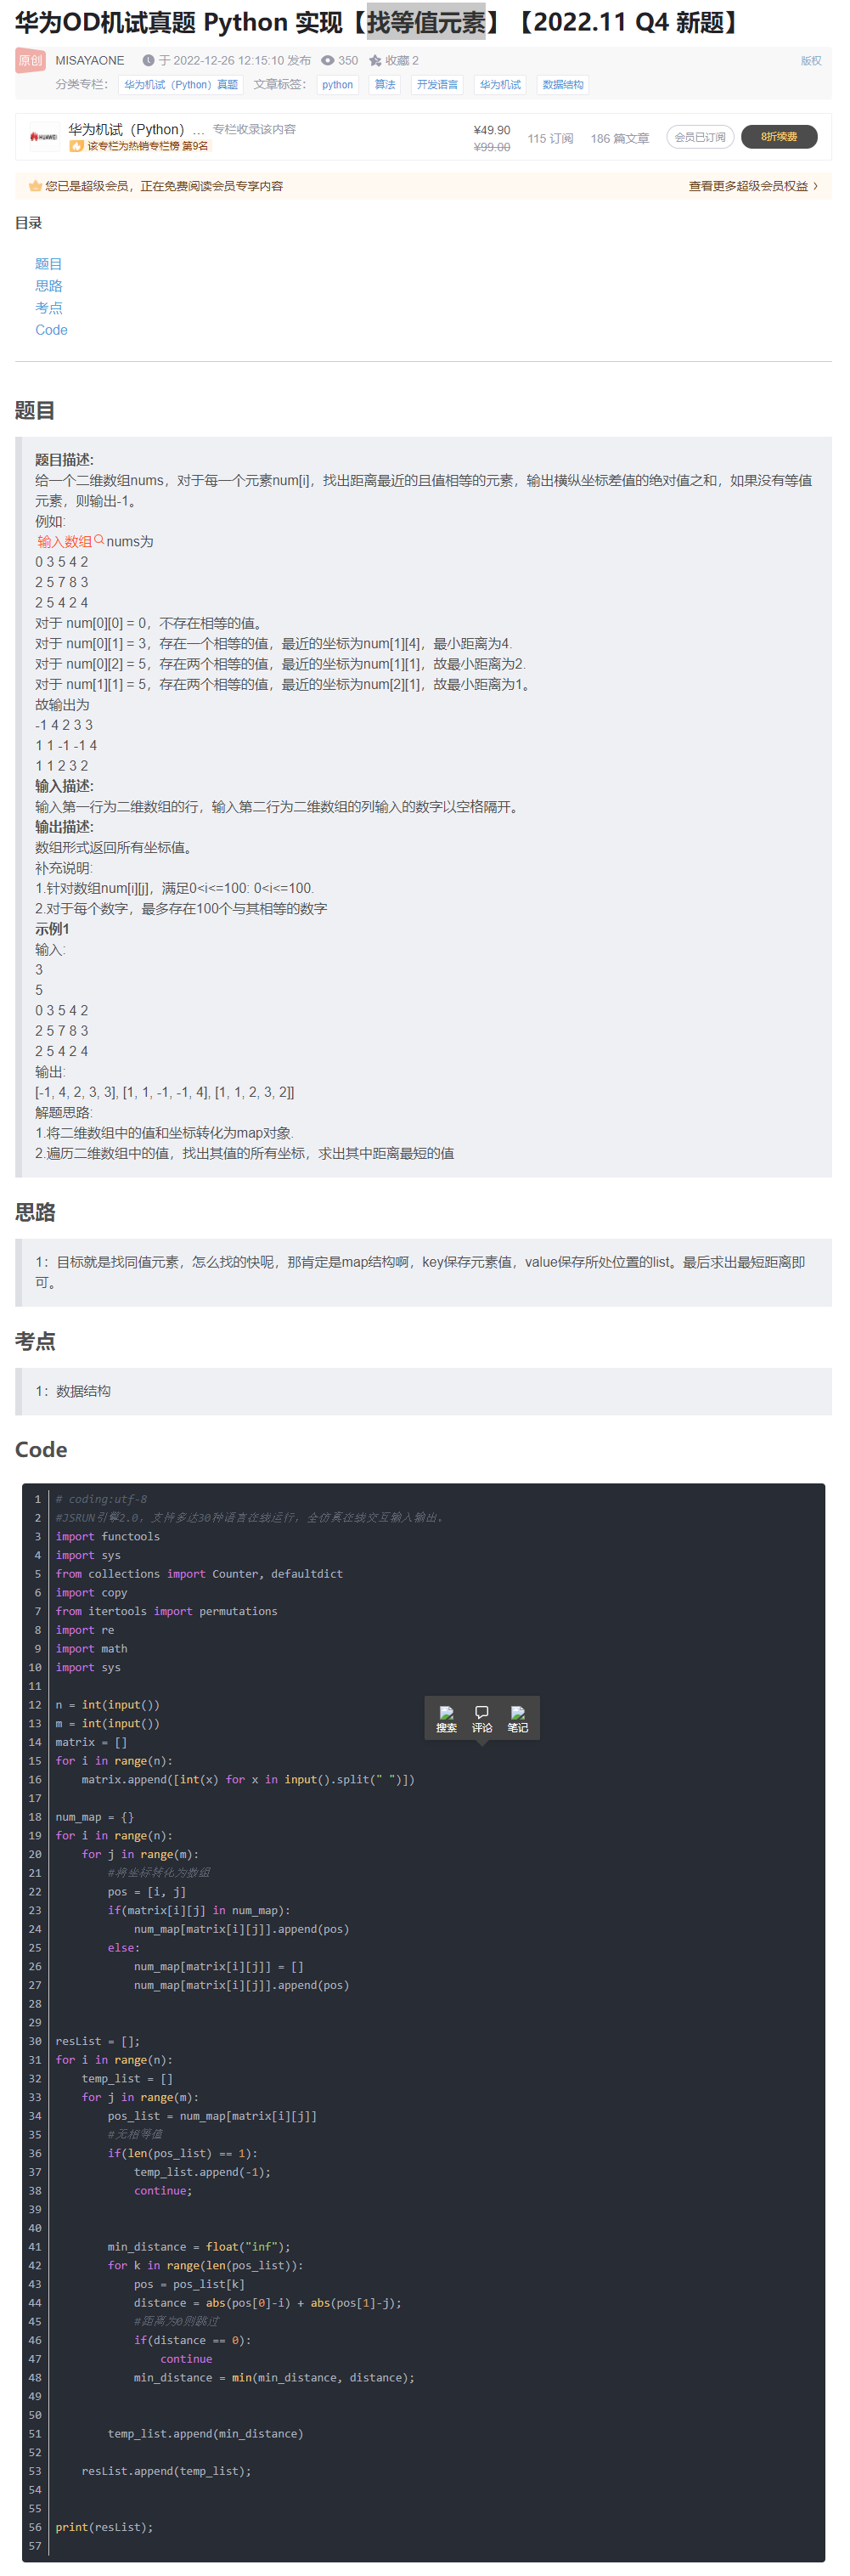 华为OD机试真题 Python 实现【找等值元素】【2022.11 Q4 新题】
原创 MISAYAONE 于 2022-12-26 12:15:10 发布 350 收藏 2 版权
分类专栏： 华为机试（Python）真题 文章标签： python 算法 开发语言 华为机试 数据结构
HUAWEI 华为机试（Python）... 专栏收录该内容 ¥49.90 115 订阅 186 篇文章 会员已订阅 8折续费
该专栏为热销专栏榜 第9名 ¥99.00
您已是超级会员，正在免费阅读会员专享内容 查看更多超级会员权益
目录
题目
思路
考点
Code
题目
题目描述：
给一个二维数组nums，对于每一个元素num[i]，找出距离最近的且值相等的元素，输出横纵坐标差值的绝对值之和，如果没有等值
元素，则输出-1。
例如:
输入数组 nums为
0 3 5 4 2
2 5 7 8 3
2 5 4 2 4
对于 num[0][0] = 0，不存在相等的值。
对于 num[0][1] = 3，存在一个相等的值，最近的坐标为num[1][4]，最小距离为4.
对于 num[0][2] = 5，存在两个相等的值，最近的坐标为num[1][1]，故最小距离为2.
对于 num[1][1] = 5，存在两个相等的值，最近的坐标为num[2][1]，故最小距离为1。
故输出为
-1 4 2 3 3
1 1 -1 -1 4
1 1 2 3 2
输入描述：
输入第一行为二维数组的行，输入第二行为二维数组的列输入的数字以空格隔开。
输出描述：
数组形式返回所有坐标值。
补充说明:
1.针对数组num[i][j]，满足0<i<=100: 0<i<=100.
2.对于每个数字，最多存在100个与其相等的数字
示例1
输入:
3
5
0 3 5 4 2
2 5 7 8 3
2 5 4 2 4
输出:
[-1, 4, 2, 3, 3], [1, 1, -1, -1, 4], [1, 1, 2, 3, 2]]
解题思路:
1.将二维数组中的值和坐标转化为map对象.
2.遍历二维数组中的值，找出其值的所有坐标，求出其中距离最短的值
思路
1：目标就是找同值元素，怎么找的快呢，那肯定是map结构啊，key保存元素值，value保存所处位置的list。最后求出最短距离即
可。
考点
1：数据结构
Code
1 # coding:utf-8
2 #JSRUN引擎2.0，支持多达30种语言在线运行，全仿真在线交互输入输出。
3 import functools
4 import sys
5 from collections import Counter, defaultdict
6 import copy
7 from itertools import permutations
8 import re
9 import math
10 import sys
11
12 n = int(input())
13 m = int(input())
14 matrix = []
15 for i in range(n):
16 matrix.append([int(x) for x in input().split(" ")])
17
18 num_map = {}
19 for i in range(n):
20 for j in range(m):
21 #将坐标转化为数组
22 pos = [i, j]
23 if(matrix[i][j] in num_map):
24 num_map[matrix[i][j]].append(pos)
25 else:
26 num_map[matrix[i][j]] = []
27 num_map[matrix[i][j]].append(pos)
28
29
30 resList = [];
31 for i in range(n):
32 temp_list = []
33 for j in range(m):
34 pos_list = num_map[matrix[i][j]]
35 #无相等值
36 if(len(pos_list) == 1):
37 temp_list.append(-1);
38 continue;
39
40
41 min_distance = float("inf");
42 for k in range(len(pos_list)):
43 pos = pos_list[k]
44 distance = abs(pos[0]-i) + abs(pos[1]-j);
45 #距离为0则跳过
46 if(distance == 0):
47 continue
48 min_distance = min(min_distance, distance);
49
50
51 temp_list.append(min_distance)
52
53 resList.append(temp_list);
54
55
56 print(resList);
57
搜索 评论 笔记